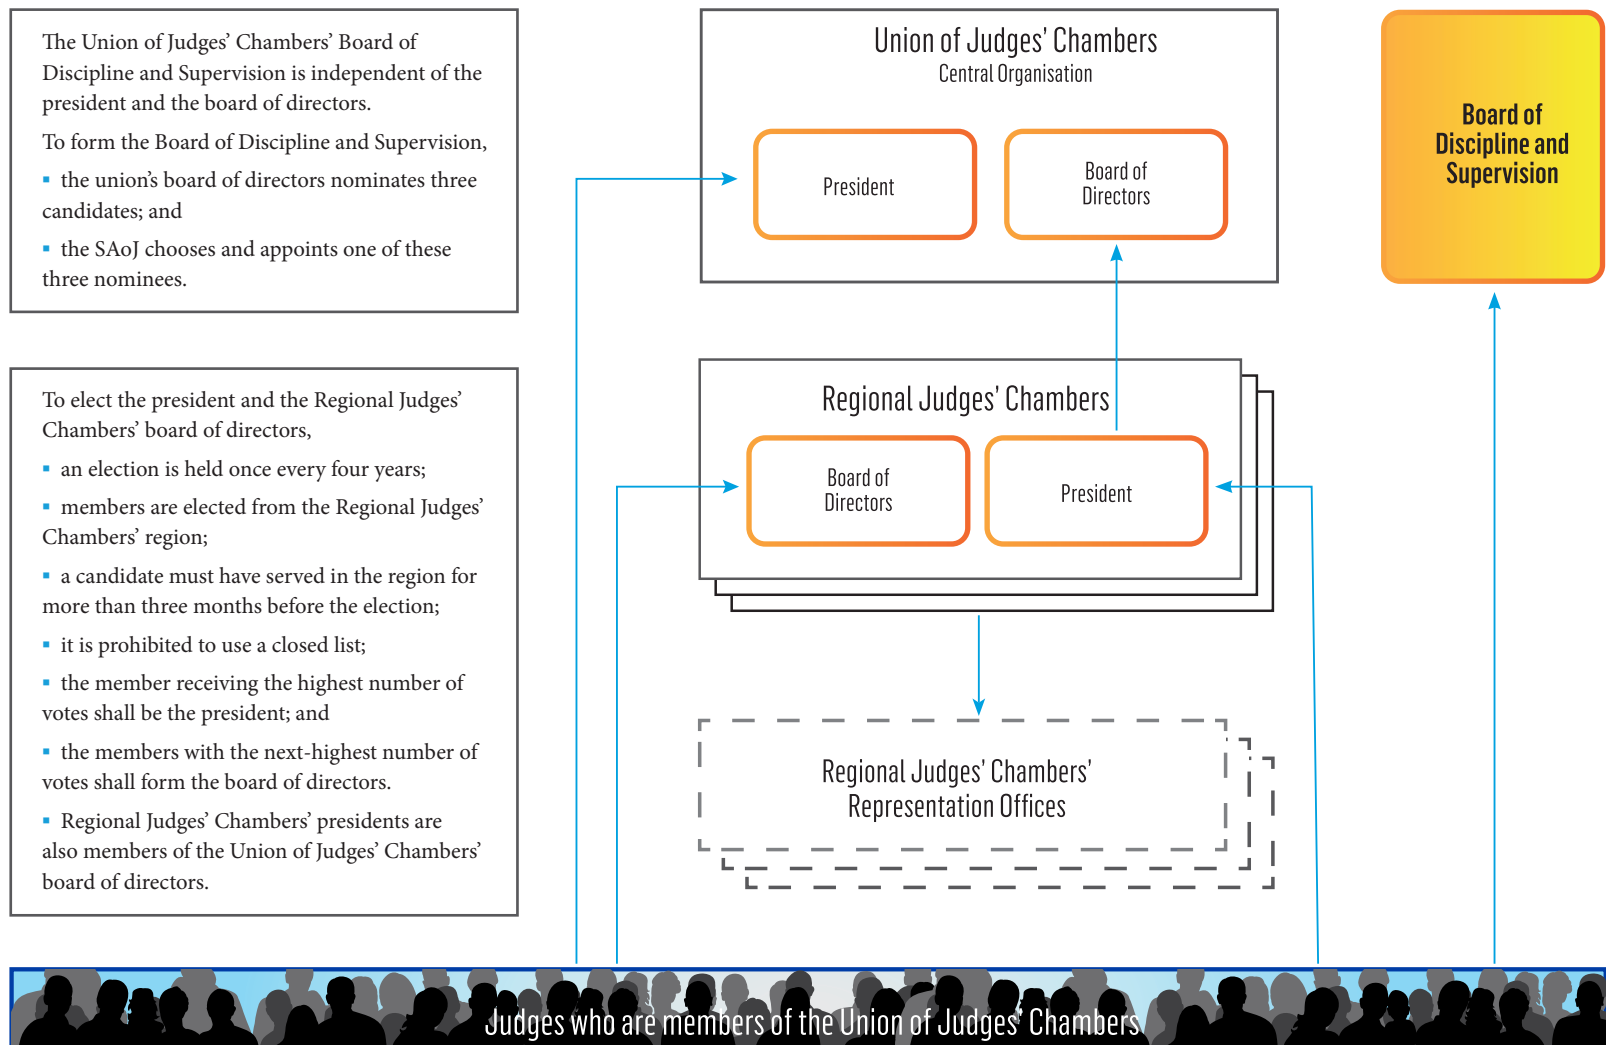 The Union of Judges’ Chambers’ Board of
Discipline and Supervision is independent of the
president and the board of directors.
To form the Board of Discipline and Supervision,
▪ the union’s board of directors nominates three
candidates; and
▪ the SAoJ chooses and appoints one of these
three nominees.
To elect the president and the Regional Judges’
Chambers’ board of directors,
▪ an election is held once every four years;
▪ members are elected from the Regional Judges’
Chambers’ region;
▪ a candidate must have served in the region for
more than three months before the election;
▪ it is prohibited to use a closed list;
▪ the member receiving the highest number of
votes shall be the president; and
▪ the members with the next-highest number of
votes shall form the board of directors.
▪ Regional Judges’ Chambers’ presidents are
also members of the Union of Judges’ Chambers’
board of directors.
Union of Judges’ Chambers
Central Organisation
President
Board of
Directors
Board of
Discipline and
Supervision
Regional Judges’ Chambers
Board of
Directors
President
Regional Judges’ Chambers’
Representation Offices
Judges who are members of the Union of Judges’ Chambers